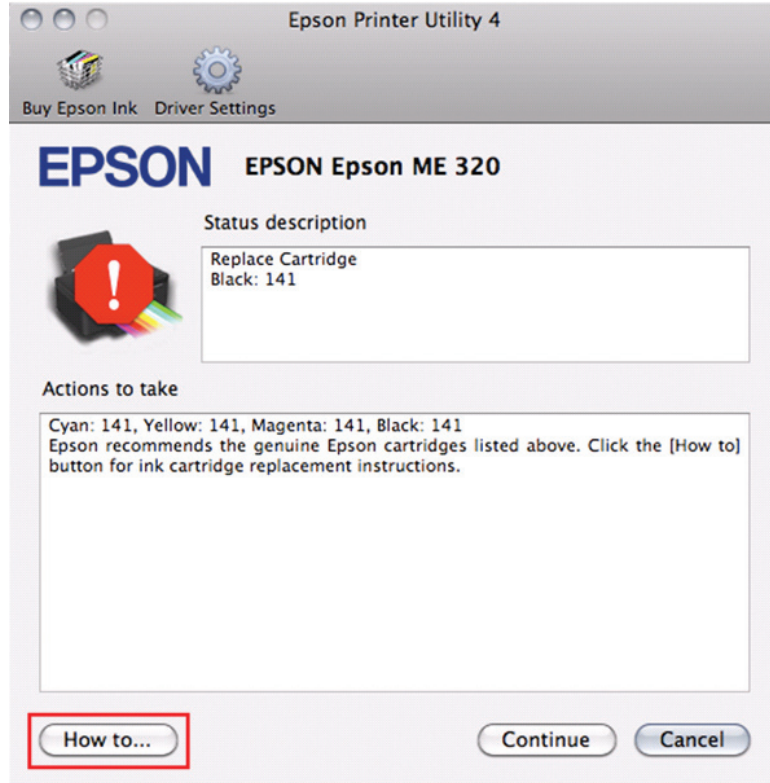 Epson Printer Utility 4
Buy Epson Ink Driver Settings
EPSON EPSON Epson ME 320
Status description
Replace Cartridge
Black: 141
Actions to take
Cyan: 141, Yellow: 141, Magenta: 141, Black: 141
Epson recommends the genuine Epson cartridges listed above. Click the [How to]
button for ink cartridge replacement instructions.
How to... Continue Cancel